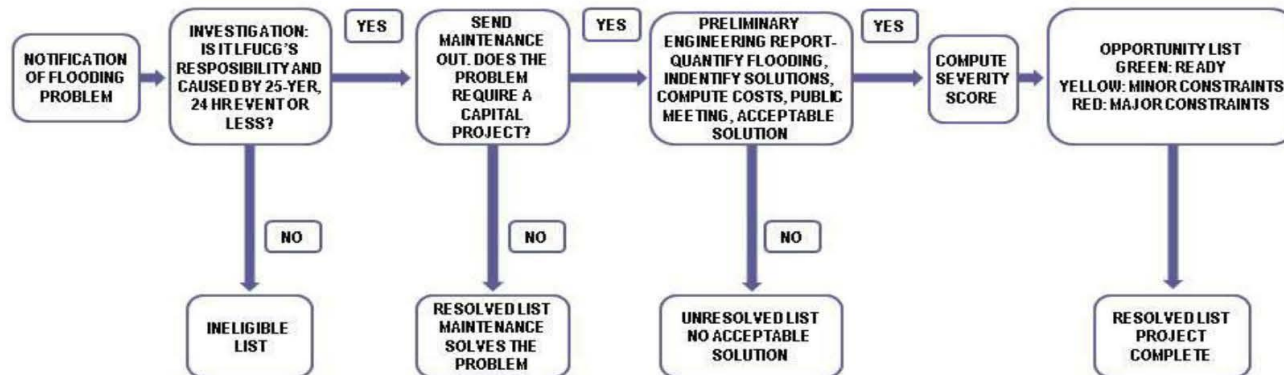 NOTIFICATION
OF FLOODING
PROBLEM
INVESTIGATION:
IS IT LFUCG'S
RESPOSIBILITY AND
CAUSED BY 25-YER,
24 HR EVENT OR
LESS?
YES
SEND
MAINTENANCE
OUT. DOES THE
PROBLEM
REQUIRE A
CAPITAL
PROJECT?
YES
PRELIMINARY
ENGINEERING REPORT-
QUANTIFY FLOODING,
INDENTIFY SOLUTIONS,
COMPUTE COSTS, PUBLIC
MEETING, ACCEPTABLE
SOLUTION
YES
COMPUTE
SEVERITY
SCORE
OPPORTUNITY LIST
GREEN: READY
YELLOW: MINOR CONSTRAINTS
RED: MAJOR CONSTRAINTS
NO
NO
NO
INELIGIBLE
LIST
RESOLVED LIST
MAINTENANCE
SOLVES THE
PROBLEM
UNRESOLVED LIST
NO ACCEPTABLE
SOLUTION
RESOLVED LIST
PROJECT
COMPLETE